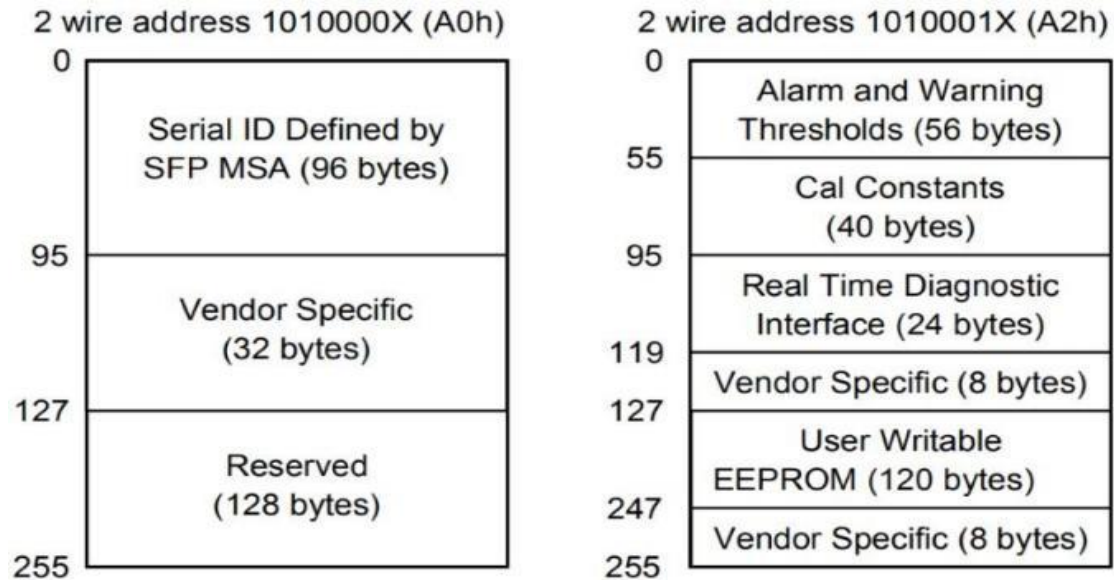 2 wire address 1010000X (A0h)
0
Serial ID Defined by
SFP MSA (96 bytes)
95
Vendor Specific
(32 bytes)
127
Reserved
(128 bytes)
255
2 wire address 1010001X (A2h)
0
Alarm and Warning
Thresholds (56 bytes)
55
Cal Constants
(40 bytes)
95
Real Time Diagnostic
Interface (24 bytes)
119
Vendor Specific (8 bytes)
127
User Writable
EEPROM (120 bytes)
247
Vendor Specific (8 bytes)
255